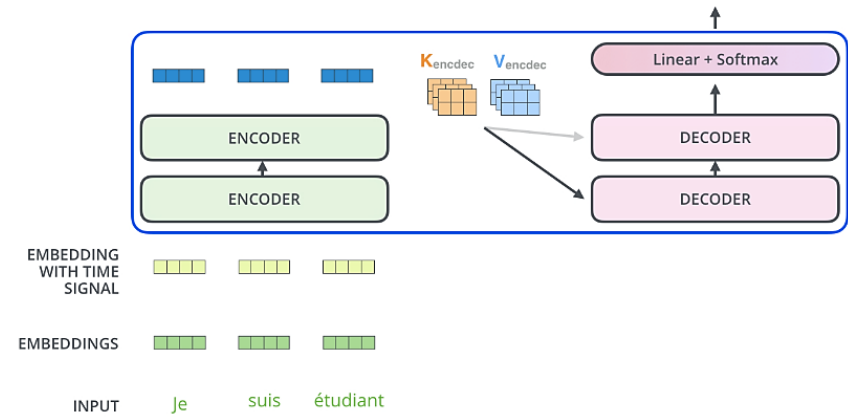 Kencdec Vencdec
Linear + Softmax
ENCODER
DECODER
ENCODER
DECODER
EMBEDDING
WITH TIME
SIGNAL
EMBEDDINGS
INPUT Je suis étudiant